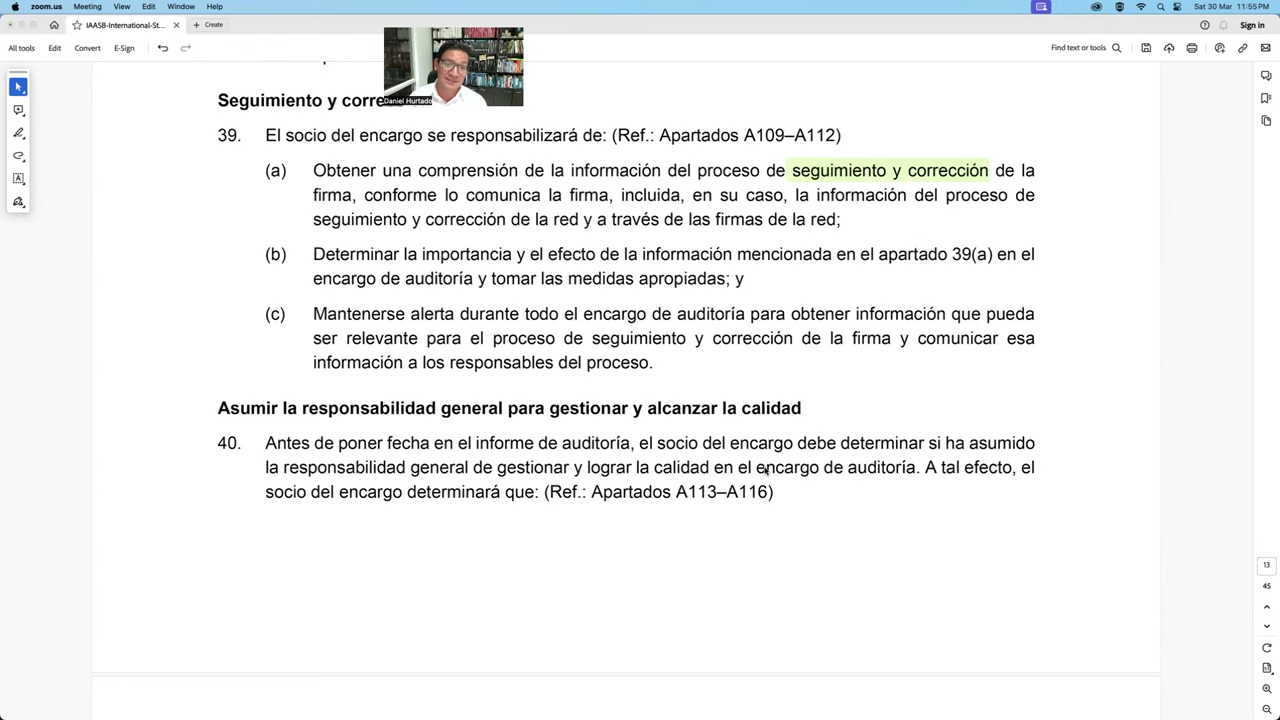 zoom.us Meeting View Edit Window Help
Sat 30 Mar 11:55 PM
IAASB-International-St...
Create
Sign in
All tools Edit Convert E-Sign
Find text or tools
Seguimiento y corre
Daniel Hurtado
39. El socio del encargo se responsabilizará de: (Ref.: Apartados A109–A112)
(a) Obtener una comprensión de la información del proceso de seguimiento y corrección de la
firma, conforme lo comunica la firma, incluida, en su caso, la información del proceso de
seguimiento y corrección de la red y a través de las firmas de la red;
(b) Determinar la importancia y el efecto de la información mencionada en el apartado 39(a) en el
encargo de auditoría y tomar las medidas apropiadas; y
(c) Mantenerse alerta durante todo el encargo de auditoría para obtener información que pueda
ser relevante para el proceso de seguimiento y corrección de la firma y comunicar esa
información a los responsables del proceso.
Asumir la responsabilidad general para gestionar y alcanzar la calidad
40. Antes de poner fecha en el informe de auditoría, el socio del encargo debe determinar si ha asumido
la responsabilidad general de gestionar y lograr la calidad en el encargo de auditoría. A tal efecto, el
socio del encargo determinará que: (Ref.: Apartados A113–A116)
13
45